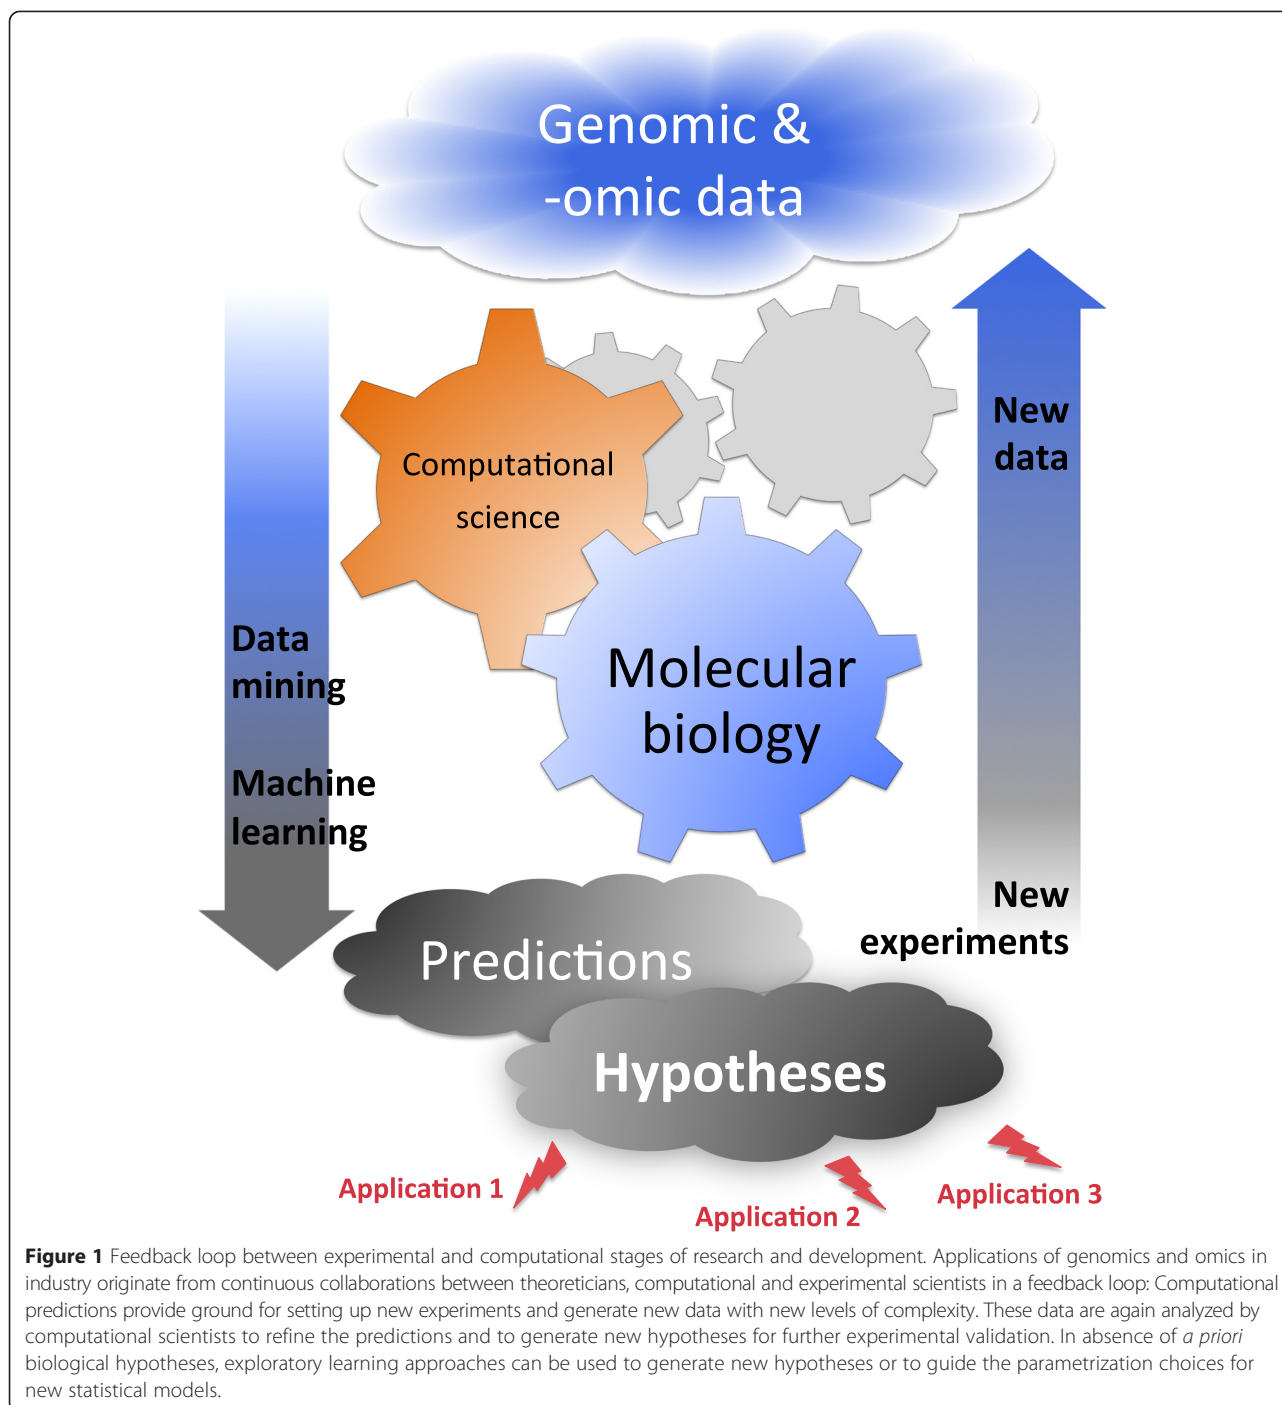 Genomic &
-omic data
New
data
Computational
science
Data
mining
Molecular
biology
Machine
learning
New
experiments
Predictions
Hypotheses
Application 1
Application 2
Application 3
Figure 1 Feedback loop between experimental and computational stages of research and development. Applications of genomics and omics in
industry originate from continuous collaborations between theoreticians, computational and experimental scientists in a feedback loop: Computational
predictions provide ground for setting up new experiments and generate new data with new levels of complexity. These data are again analyzed by
computational scientists to refine the predictions and to generate new hypotheses for further experimental validation. In absence of a priori
biological hypotheses, exploratory learning approaches can be used to generate new hypotheses or to guide the parametrization choices for
new statistical models.